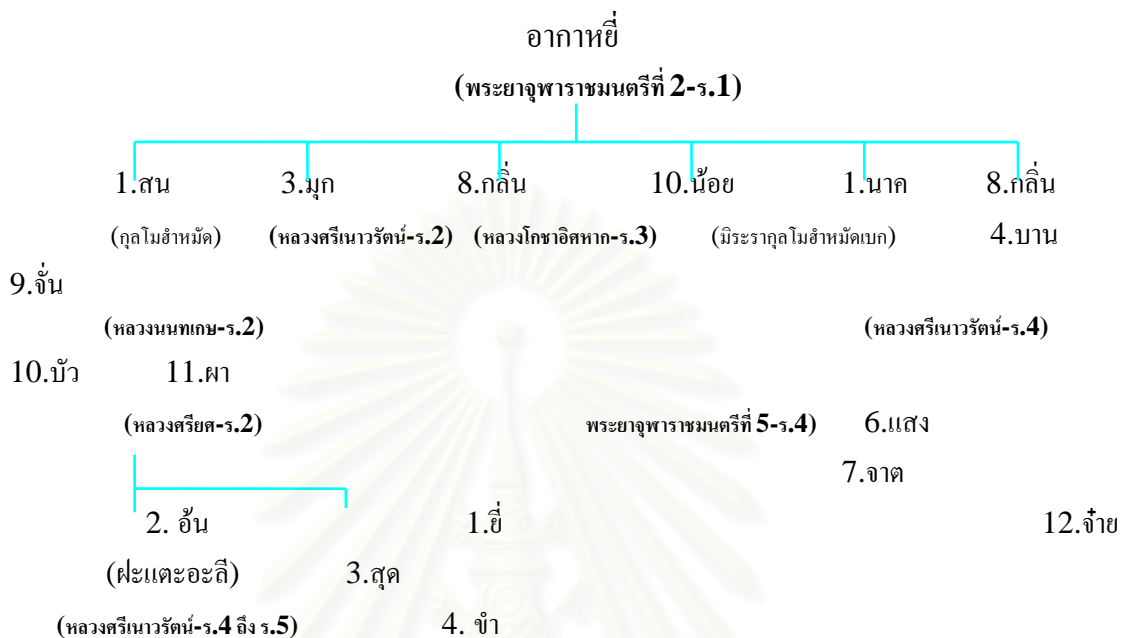 อากาหยี่
(พระยาจุฬาราชมนตรีที่ 2-ร.1)
1.สน 3.มุก 8.กลิ่น 10.น้อย 1.นาค 8.กลิ่น
(กุลโมฮำหมัด) (หลวงศรีเนาวรัตน์-ร.2) (หลวงโกชาอิศหาก-ร.3) (มิระรากุลโมฮำหมัดเบก) 4.บาน
9.จั่น
(หลวงนนทเกษ-ร.2) (หลวงศรีเนาวรัตน์-ร.4)
10.บัว 11.ผา
(หลวงศรียศ-ร.2) พระยาจุฬาราชมนตรีที่ 5-ร.4) 6.แสง
7.จาต
2. อ้น 1.ยี่ 12.จ๋าย
(ฝะแตะอะลี) 3.สุด
(หลวงศรีเนาวรัตน์-ร.4 ถึง ร.5) 4. ขำ